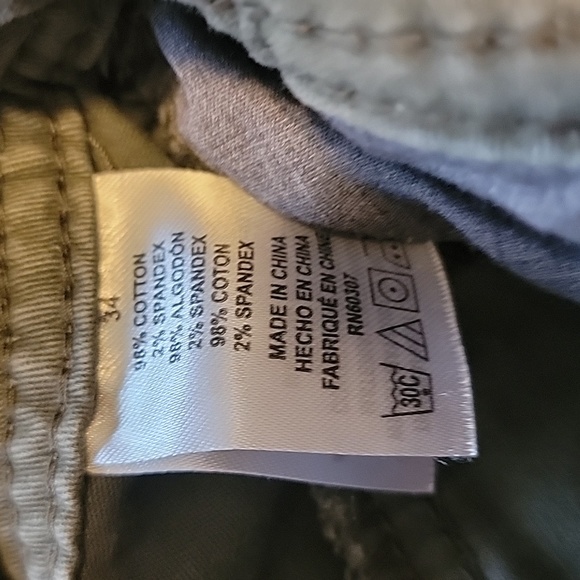 34
98% COTTON
2% SPANDEX
98% ALGODÓN
2% SPANDEX
98% COTON
2% SPANDEX
MADE IN CHINA
HECHO EN CHINA
FABRIQUÉ EN CHINE
RN60307
30C